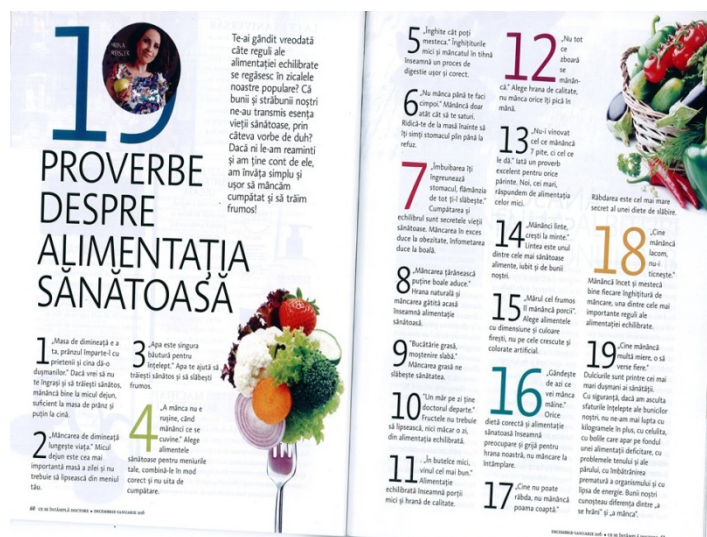 19
PROVERBE
DESPRE
ALIMENTAȚIA
SĂNĂTOASĂ
Te-ai gândit vreodată
câte reguli ale
alimentației echilibrate
se regăsesc în zicalele
noastre populare? Că
bunii și străbunii noștri
ne-au transmis esența
vieții sănătoase, prin
câteva vorbe de duh?
Dacă ni le-am reaminti
și am ține cont de ele,
am învăța simplu și
ușor să mâncăm
cumpătat și să trăim
frumos!
1 „Masa de dimineață e a
ta, prânzul împarte-l cu
prietenii și cina dă-o
dușmanilor.” Dacă vrei să nu
te îngrași și să trăiești sănătos,
mănâncă bine la micul dejun,
suficient la masa de prânz și
puțin la cină.
2 „Mâncarea de dimineață
lungește viața.” Micul
dejun este cea mai
importantă masă a zilei și nu
trebuie să lipsească din meniul
tău.
3 „Apa este singura
băutură pentru
înțelept.” Apa te ajută să
trăiești sănătos și să slăbești
frumos.
4 „A mânca nu e
rușine, când
mănânci ce se
cuvine.” Alege
alimentele
sănătoase pentru meniurile
tale, combină-le în mod
corect și nu uita de
cumpătare.
68 CE SE ÎNTÂMPLĂ DOCTORE • DECEMBRIE-IANUARIE
5 „Înghite cât poți
mesteca.” Înghițiturile
mici și mâncatul în tihnă
înseamnă un proces de
digestie ușor și corect.
6 „Nu mânca până te faci
cimpoi.” Mănâncă doar
atât cât să te saturi.
Ridică-te de la masă înainte să
îți simți stomacul plin până la
refuz.
7 „Îmbuibarea îți
îngreunează
stomacul, flămânzia
de tot ți-l slăbește.”
Cumpătarea și
echilibrul sunt secretele vieții
sănătoase. Mâncarea în exces
duce la obezitate, înfometarea
duce la boală.
8 „Mâncarea țărănească
puține boale aduce.”
Hrana naturală și
mâncarea gătită acasă
înseamnă alimentație
sănătoasă.
9 “Bucătărie grasă,
moștenire slabă.”
Mâncarea grasă ne
slăbește sănătatea.
10 „Un măr pe zi ține
doctorul departe.”
Fructele nu trebuie
să lipsească, nici măcar o zi,
din alimentația echilibrată.
11 „În butelce mici,
vinul cel mai bun.”
Alimentație
echilibrată înseamnă porții
mici și hrană de calitate.
12 „Nu tot
ce
zboară
se
mănân-
că.” Alege hrana de calitate,
nu mânca orice îți pică în
mână.
13 „Nu-i vinovat
cel ce mănâncă
7 pite, ci cel ce
le dă.” Iată un proverb
excelent pentru orice
părinte. Noi, cei mari,
răspundem de alimentația
celor mici.
14 „Mănânci linte,
crești la minte.”
Lintea este unul
dintre cele mai sănătoase
alimente, iubit și de bunii
noștri.
15 „Mărul cel frumos
îl mănâncă porcii”.
Alege alimentele
cu dimensiune și culoare
firești, nu pe cele crescute și
colorate artificial.
16 „Gândește
de azi ce
vei mânca
mâine.”
Orice
dietă corectă și alimentație
sănătoasă înseamnă
preocupare și grijă pentru
hrana noastră, nu mâncare la
întâmplare.
17 „Cine nu poate
răbda, nu mănâncă
poama coaptă.”
Răbdarea este cel mai mare
secret al unei diete de slăbire.
18 „Cine
mănâncă
lacom,
nu-i
ticnește.”
Mănâncă încet și mestecă
bine fiecare înghițitură de
mâncare, una dintre cele mai
importante reguli ale
alimentației echilibrate.
19 „Cine mănâncă
multă miere, o să
verse fiere.”
Dulciurile sunt printre cei mai
mari dușmani ai sănătății.
Cu siguranță, dacă am asculta
sfaturile înțelepte ale bunicilor
noștri, nu ne-am mai lupta cu
kilogramele în plus, cu celulita,
cu bolile care apar pe fondul
unei alimentații deficitare, cu
problemele tenului și ale
părului, cu îmbătrânirea
prematură a organismului și cu
lipsa de energie. Bunii noștri
cunoșteau diferența dintre „a
se hrăni” și „a mânca”.